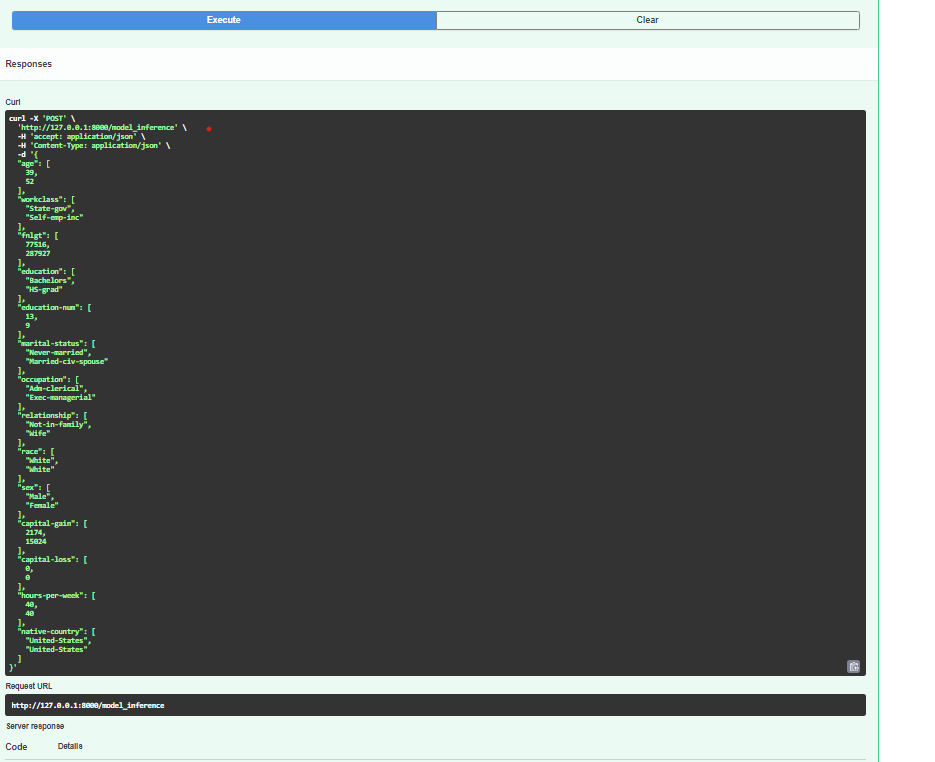 Execute
Clear
Responses
Curl
curl -X 'POST' \
'http://127.0.0.1:8000/model_inference' \
-H 'accept: application/json' \
-H 'Content-Type: application/json' \
-d '{
"age": [
39,
52
],
"workclass": [
"State-gov",
"Self-emp-inc"
],
"fnlgt": [
77516,
287927
],
"education": [
"Bachelors",
"HS-grad"
],
"education-num": [
13,
9
],
"marital-status": [
"Never-married",
"Married-civ-spouse"
],
"occupation": [
"Adm-clerical",
"Exec-managerial"
],
"relationship": [
"Not-in-family",
"Wife"
],
"race": [
"White",
"White"
],
"sex": [
"Male",
"Female"
],
"capital-gain": [
2174,
15024
],
"capital-loss": [
0,
0
],
"hours-per-week": [
40,
40
],
"native-country": [
"United-States",
"United-States"
]
}'
Request URL
http://127.0.0.1:8000/model_inference
Server response
Code Details